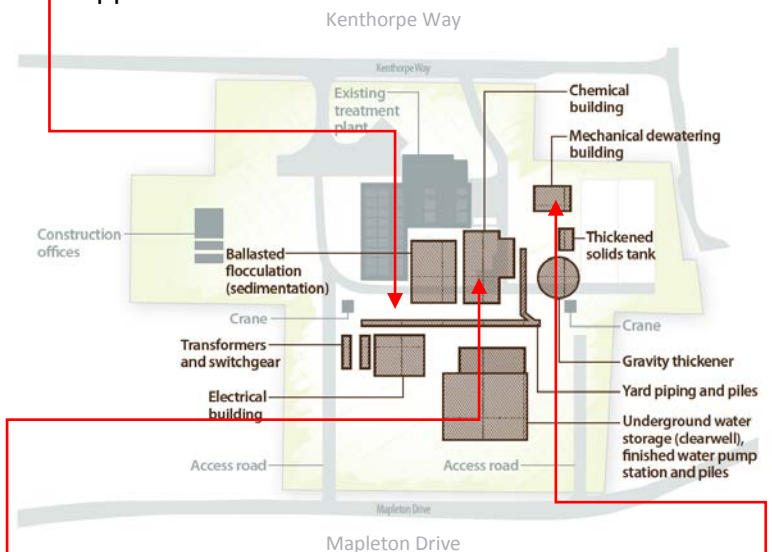 Kenthorpe Way
Kenthorpe Way
Existing
treatment
plant
Chemical
building
Mechanical dewatering
building
Construction
offices
Ballasted
flocculation
(sedimentation)
Thickened
solids tank
Crane
Crane
Transformers
and switchgear
Gravity thickener
Electrical
building
Yard piping and piles
Underground water
storage (clearwell),
finished water pump
station and piles
Access road
Access road
Mapleton Drive
Mapleton Drive